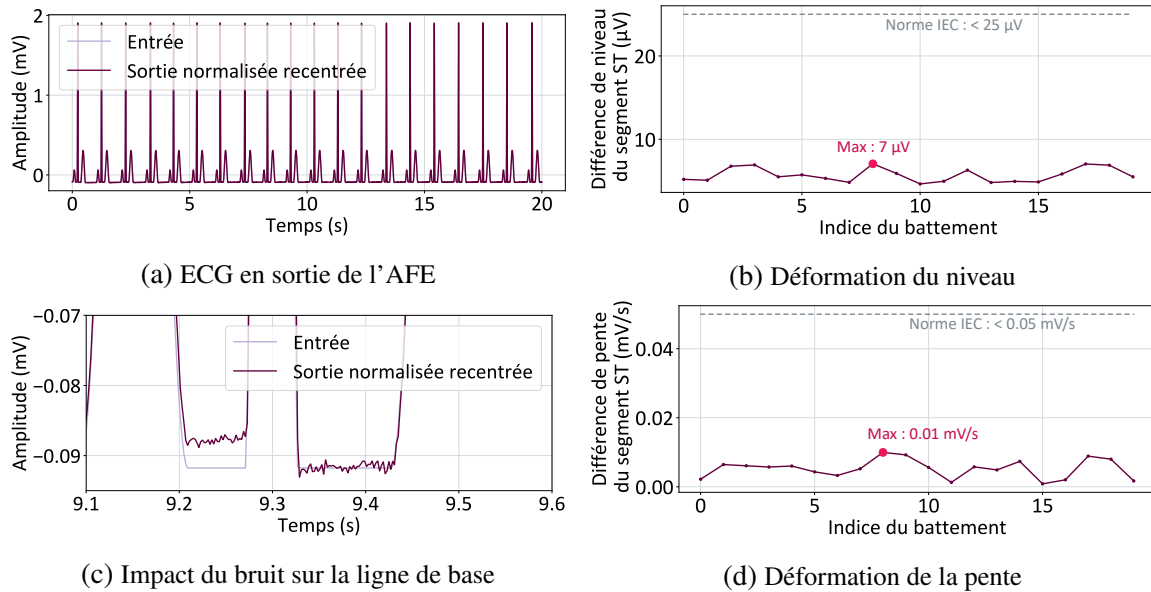 Amplitude (mV)
2
1
0
Entrée
Sortie normalisée recentrée
0
5
10
15
20
Temps (s)
(a) ECG en sortie de l'AFE
Différence de niveau
du segment ST (µV)
20
10
Norme IEC : < 25 µV
Max : 7 µV
0
5
10
15
Indice du battement
(b) Déformation du niveau
Amplitude (mV)
−0.07
−0.08
−0.09
Entrée
Sortie normalisée recentrée
9.1
9.2
9.3
9.4
9.5
9.6
Temps (s)
(c) Impact du bruit sur la ligne de base
Différence de pente
du segment ST (mV/s)
0.04
0.02
0.00
Norme IEC : < 0.05 mV/s
Max : 0.01 mV/s
0
5
10
15
Indice du battement
(d) Déformation de la pente